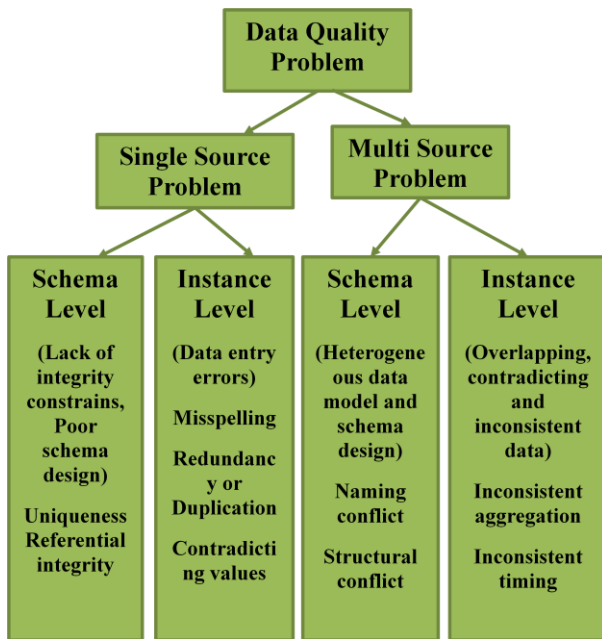 Data Quality
Problem
Single Source
Problem
Multi Source
Problem
Schema
Level
(Lack of
integrity
constrains,
Poor
schema
design)
Uniqueness
Referential
integrity
Instance
Level
(Data entry
errors)
Misspelling
Redundanc
y or
Duplication
Contradicti
ng values
Schema
Level
(Heterogene
ous data
model and
schema
design)
Naming
conflict
Structural
conflict
Instance
Level
(Overlapping,
contradicting
and
inconsistent
data)
Inconsistent
aggregation
Inconsistent
timing